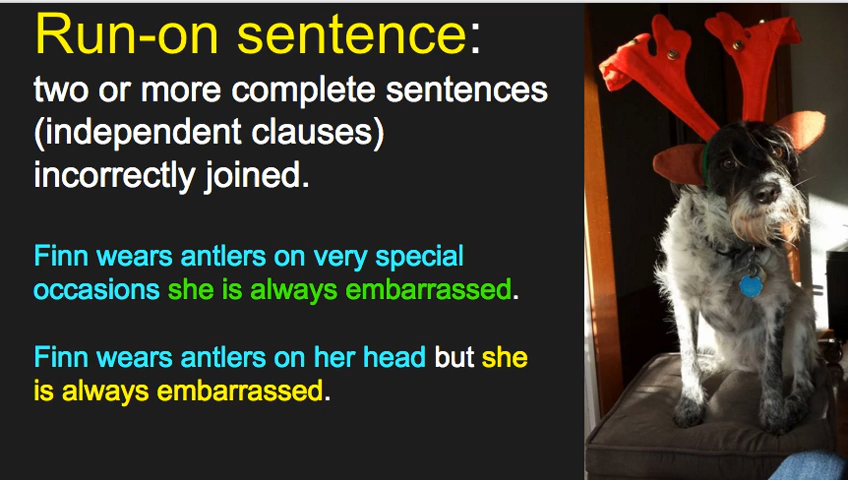 Run-on sentence:
two or more complete sentences
(independent clauses)
incorrectly joined.
Finn wears antlers on very special
occasions she is always embarrassed.
Finn wears antlers on her head but she
is always embarrassed.